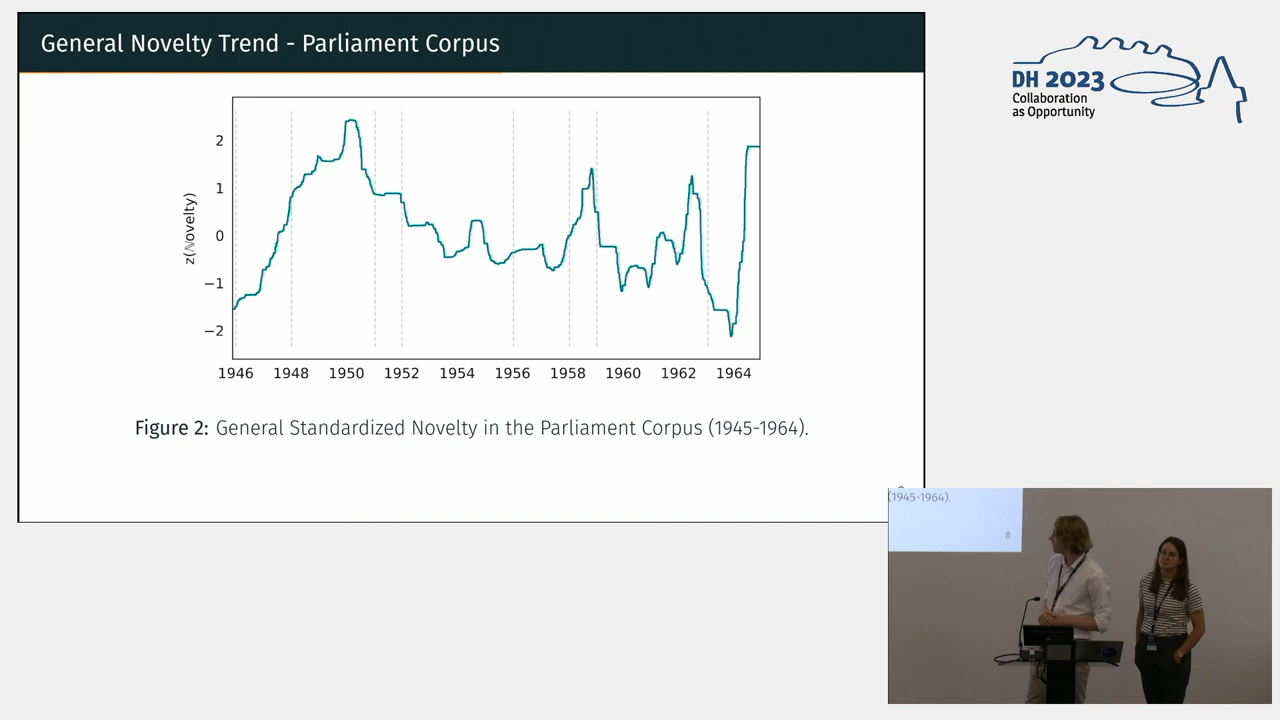 General Novelty Trend - Parliament Corpus
DH 2023
Collaboration
as Opportunity
z(Novelty)
2
1
0
−1
−2
1946 1948 1950 1952 1954 1956 1958 1960 1962 1964
Figure 2: General Standardized Novelty in the Parliament Corpus (1945-1964).
(1945-1964).
8